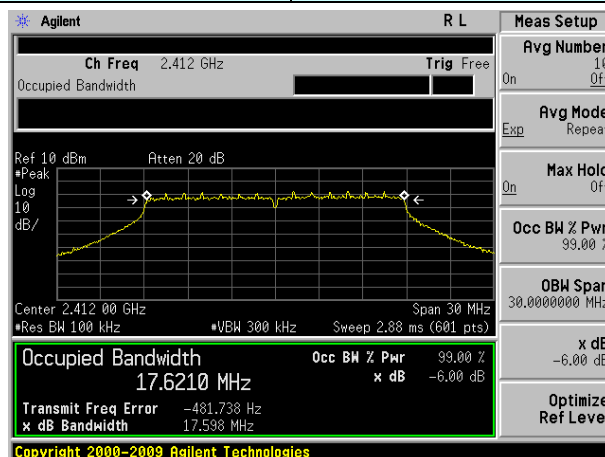 Agilent R L
Ch Freq 2.412 GHz Trig Free
Occupied Bandwidth
Ref 10 dBm Atten 20 dB
#Peak
Log
10
dB/
Center 2.412 00 GHz Span 30 MHz
#Res BW 100 kHz #VBW 300 kHz Sweep 2.88 ms (601 pts)
Occupied Bandwidth Occ BW % Pwr 99.00 %
17.6210 MHz x dB -6.00 dB
Transmit Freq Error -481.738 Hz
x dB Bandwidth 17.598 MHz
Copyright 2000-2009 Agilent Technologies
Meas Setup
Avg Number
10
On Of
Avg Mode
Exp Repeat
Max Hold
On Of
Occ BW % Pwr
99.00 %
OBW Span
30.0000000 MHz
x dB
-6.00 dB
Optimize
Ref Level